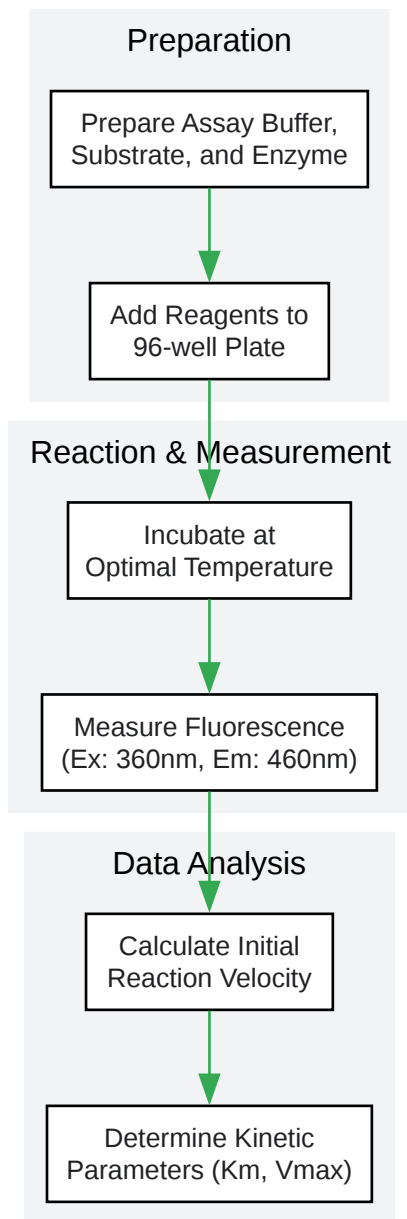 Preparation
Prepare Assay Buffer,
Substrate, and Enzyme
Add Reagents to
96-well Plate
Reaction & Measurement
Incubate at
Optimal Temperature
Measure Fluorescence
(Ex: 360nm, Em: 460nm)
Data Analysis
Calculate Initial
Reaction Velocity
Determine Kinetic
Parameters (Km, Vmax)